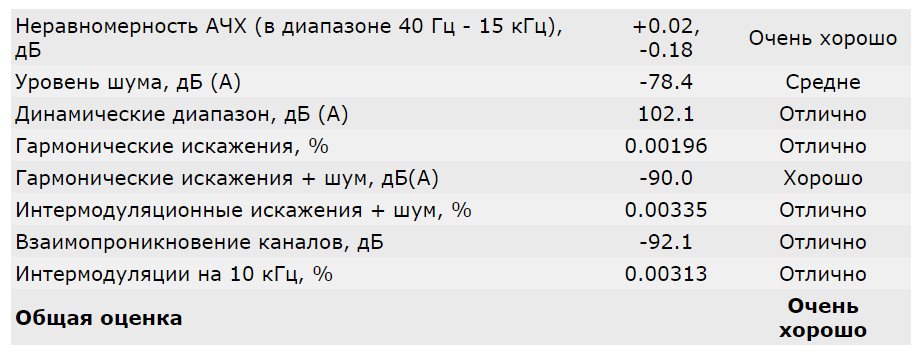 Неравномерность АЧХ (в диапазоне 40 Гц - 15 кГц), +0.02,
дБ -0.18 Очень хорошо
Уровень шума, дБ (А) -78.4 Средне
Динамические диапазон, дБ (А) 102.1 Отлично
Гармонические искажения, % 0.00196 Отлично
Гармонические искажения + шум, дБ(A) -90.0 Хорошо
Интермодуляционные искажения + шум, % 0.00335 Отлично
Взаимопроникновение каналов, дБ -92.1 Отлично
Интермодуляции на 10 кГц, % 0.00313 Отлично
Общая оценка Очень
хорошо